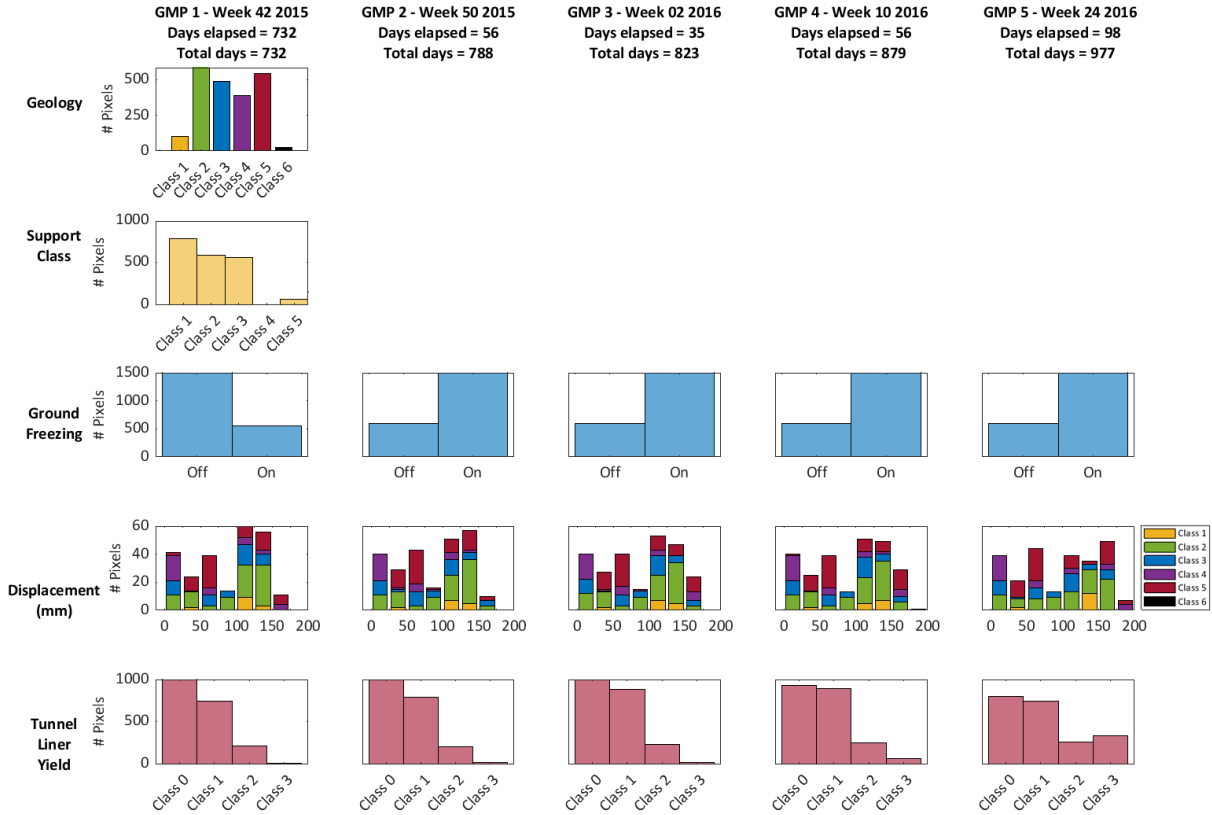 GMP 1 - Week 42 2015
Days elapsed = 732
Total days = 732
GMP 2 - Week 50 2015
Days elapsed = 56
Total days = 788
GMP 3 - Week 02 2016
Days elapsed = 35
Total days = 823
GMP 4 - Week 10 2016
Days elapsed = 56
Total days = 879
GMP 5 - Week 24 2016
Days elapsed = 98
Total days = 977
Geology
# Pixels
500
250
0
Class 1
Class 2
Class 3
Class 4
Class 5
Class 6
Support
Class
# Pixels
1000
500
0
Class 1
Class 2
Class 3
Class 4
Class 5
Ground
Freezing
# Pixels
1500
1000
500
0
Off On
Off On
Off On
Off On
Off On
Displacement
(mm)
# Pixels
60
40
20
0
0 50 100 150 200
0 50 100 150 200
0 50 100 150 200
0 50 100 150 200
0 50 100 150 200
Class 1
Class 2
Class 3
Class 4
Class 5
Class 6
Tunnel
Liner
Yield
# Pixels
1000
500
0
Class 0
Class 1
Class 2
Class 3
Class 0
Class 1
Class 2
Class 3
Class 0
Class 1
Class 2
Class 3
Class 0
Class 1
Class 2
Class 3
Class 0
Class 1
Class 2
Class 3